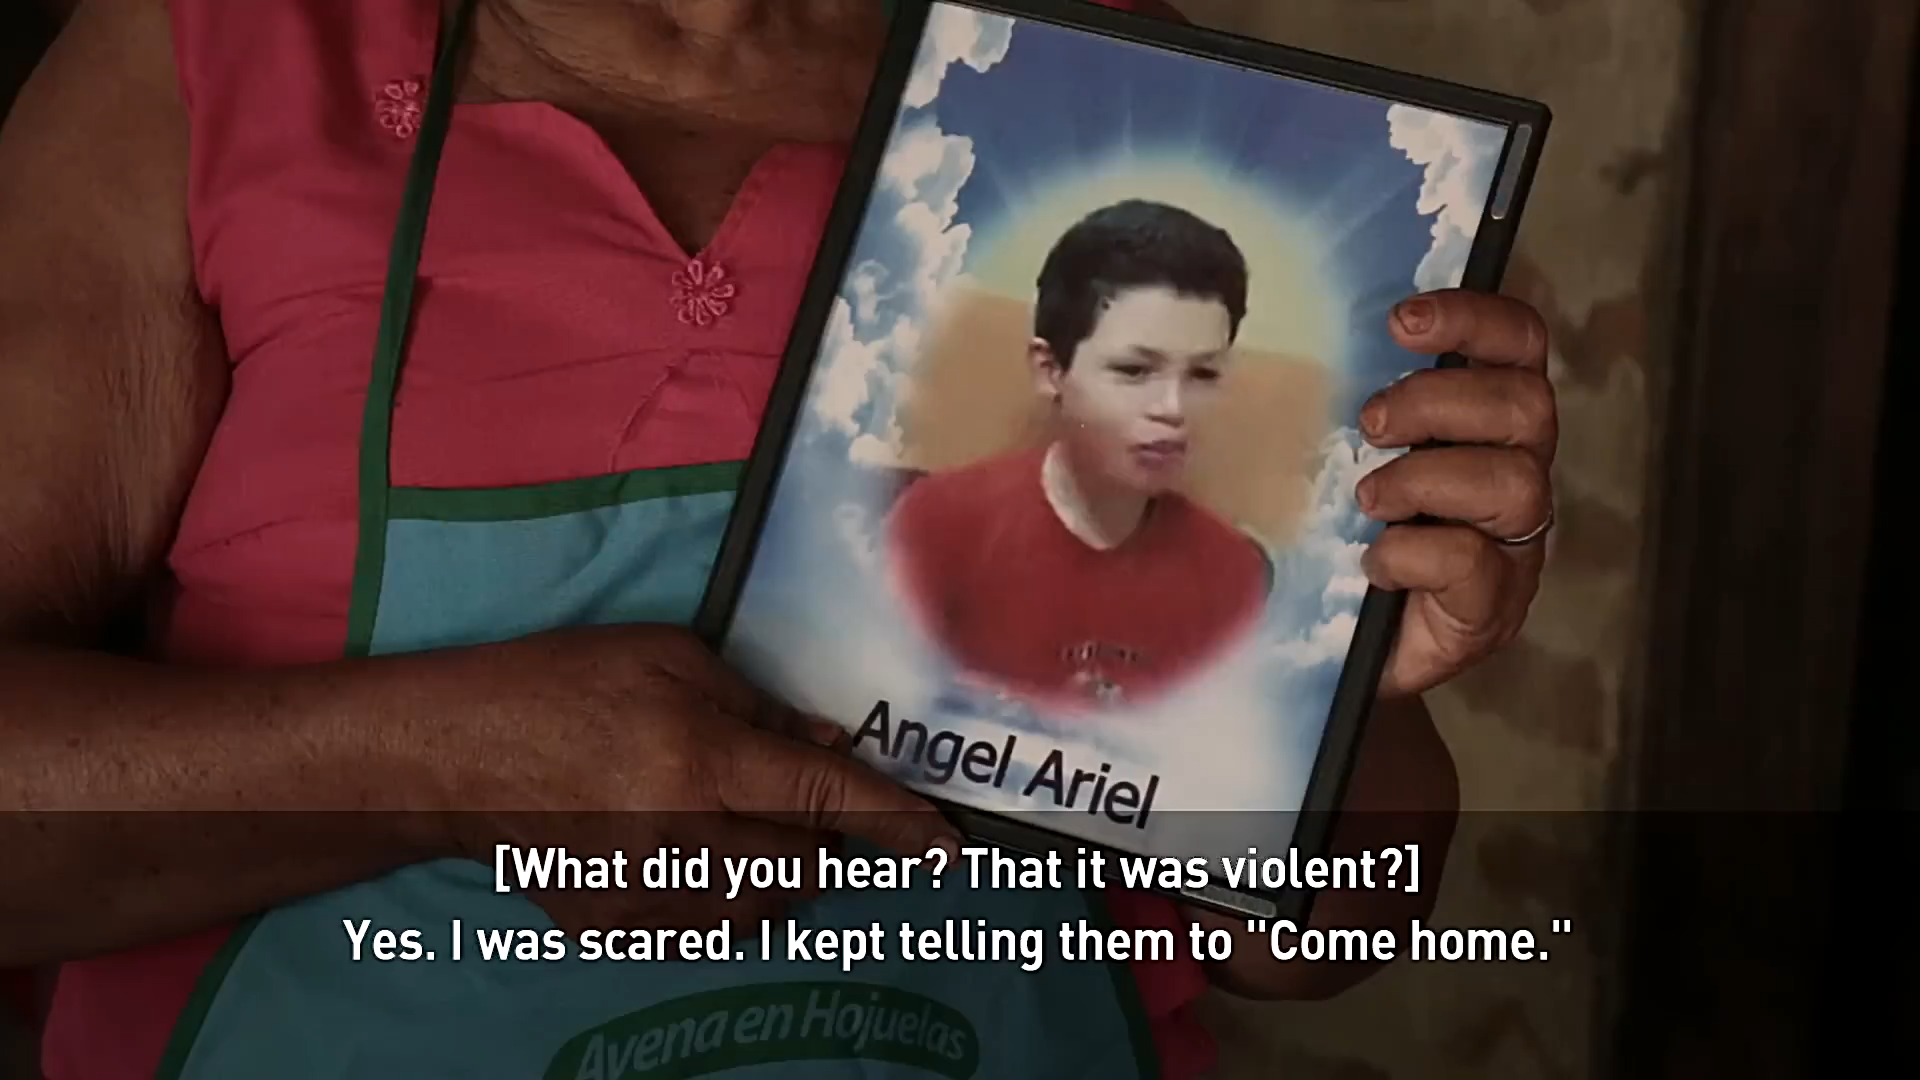 Angel Ariel
[What did you hear? That it was violent?]
Yes. I was scared. I kept telling them to "Come home."
Avena en Hojuelas